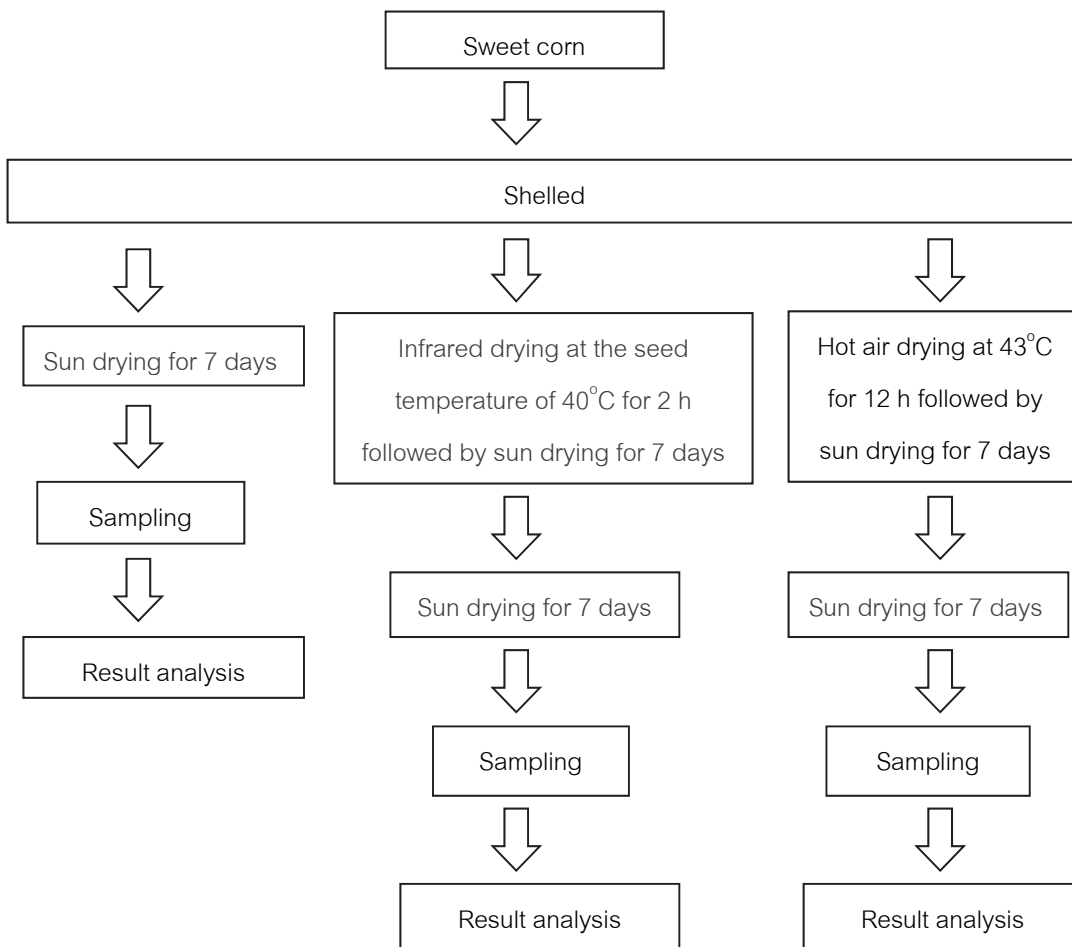 Sweet corn
Shelled
Sun drying for 7 days
Sampling
Result analysis
Infrared drying at the seed
temperature of 40°C for 2 h
followed by sun drying for 7 days
Sun drying for 7 days
Sampling
Result analysis
Hot air drying at 43°C
for 12 h followed by
sun drying for 7 days
Sun drying for 7 days
Sampling
Result analysis